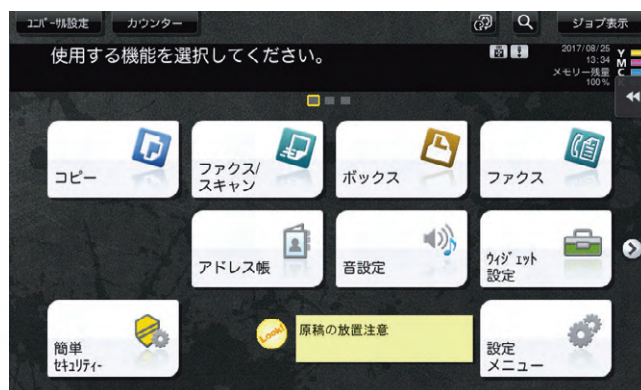 ユニバーサル設定
カウンター
ジョブ表示
使用する機能を選択してください。
2017/08/25
13:34
メモリー残量
100%
Y
M
C
K
コピー
ファクス/
スキャン
ボックス
ファクス
アドレス帳
音設定
ウィジェット
設定
簡単
セキュリティー
Look!
原稿の放置注意
設定
メニュー